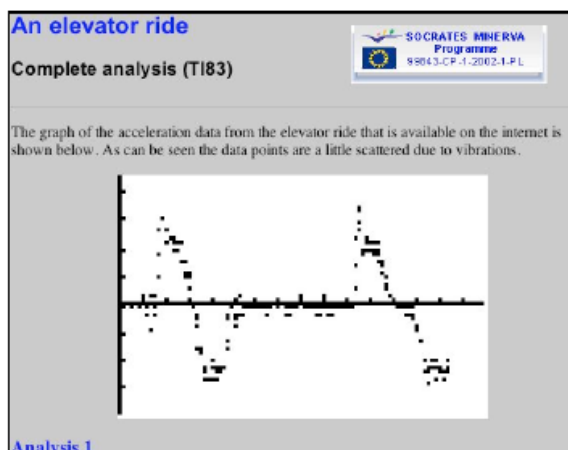 An elevator ride
SOCRATES MINERVA
Programme
99843-CP-1-2002-1-PL
Complete analysis (TI83)
The graph of the acceleration data from the elevator ride that is available on the internet is
shown below. As can be seen the data points are a little scattered due to vibrations.
Analysis 1